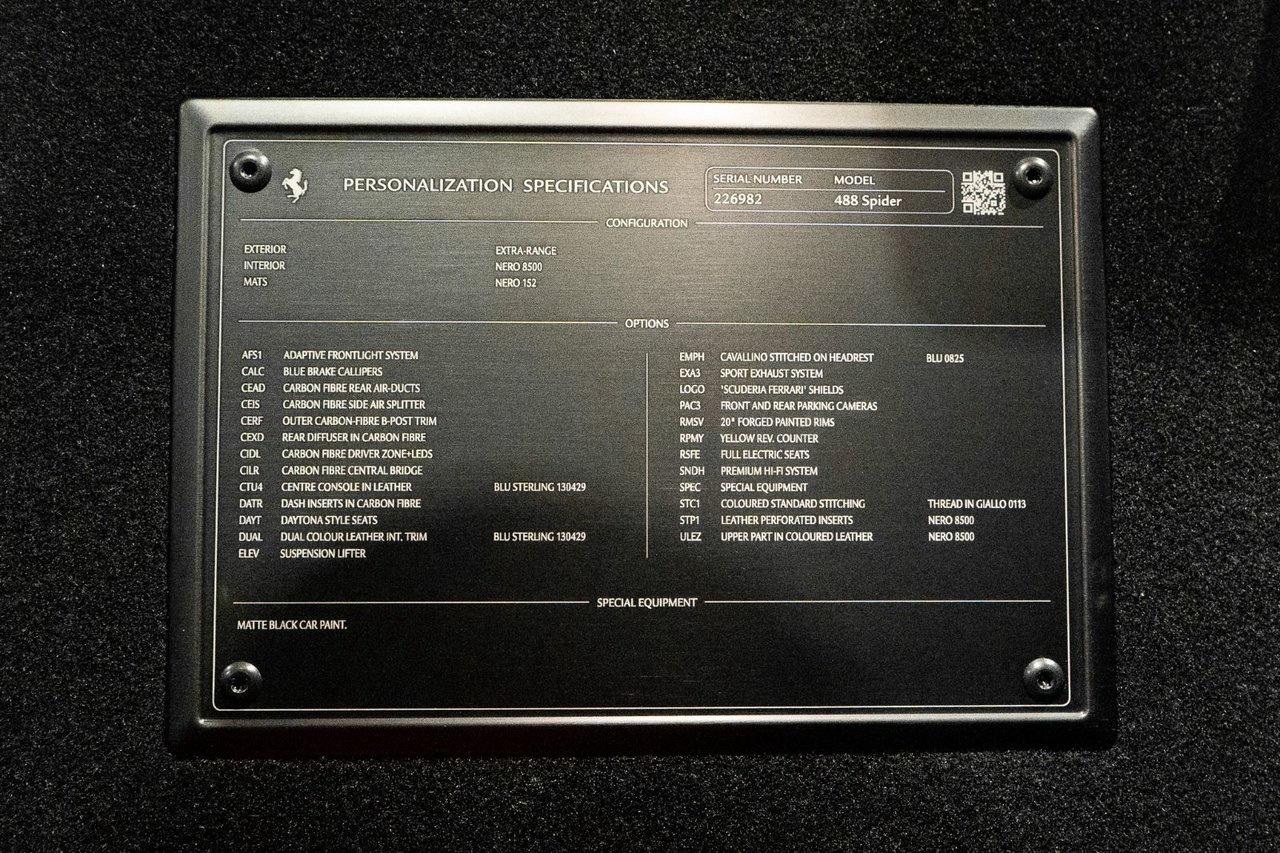 PERSONALIZATION SPECIFICATIONS
SERIAL NUMBER MODEL
226982 488 Spider
CONFIGURATION
EXTERIOR EXTRA-RANGE
INTERIOR NERO 8500
MATS NERO 152
OPTIONS
AFS1 ADAPTIVE FRONTLIGHT SYSTEM
CALC BLUE BRAKE CALLIPERS
CEAD CARBON FIBRE REAR AIR-DUCTS
CEIS CARBON FIBRE SIDE AIR SPLITTER
CERF OUTER CARBON-FIBRE B-POST TRIM
CEXD REAR DIFFUSER IN CARBON FIBRE
CIDL CARBON FIBRE DRIVER ZONE+LEDS
CILR CARBON FIBRE CENTRAL BRIDGE
CTU4 CENTRE CONSOLE IN LEATHER BLU STERLING 130429
DATR DASH INSERTS IN CARBON FIBRE
DAYT DAYTONA STYLE SEATS
DUAL DUAL COLOUR LEATHER INT. TRIM BLU STERLING 130429
ELEV SUSPENSION LIFTER
EMPH CAVALLINO STITCHED ON HEADREST BLU 0825
EXA3 SPORT EXHAUST SYSTEM
LOGO 'SCUDERIA FERRARI' SHIELDS
PAC3 FRONT AND REAR PARKING CAMERAS
RMSV 20" FORGED PAINTED RIMS
RPMY YELLOW REV. COUNTER
RSFE FULL ELECTRIC SEATS
SNDH PREMIUM HI-FI SYSTEM
SPEC SPECIAL EQUIPMENT
STC1 COLOURED STANDARD STITCHING THREAD IN GIALLO 0113
STP1 LEATHER PERFORATED INSERTS NERO 8500
ULEZ UPPER PART IN COLOURED LEATHER NERO 8500
SPECIAL EQUIPMENT
MATTE BLACK CAR PAINT.